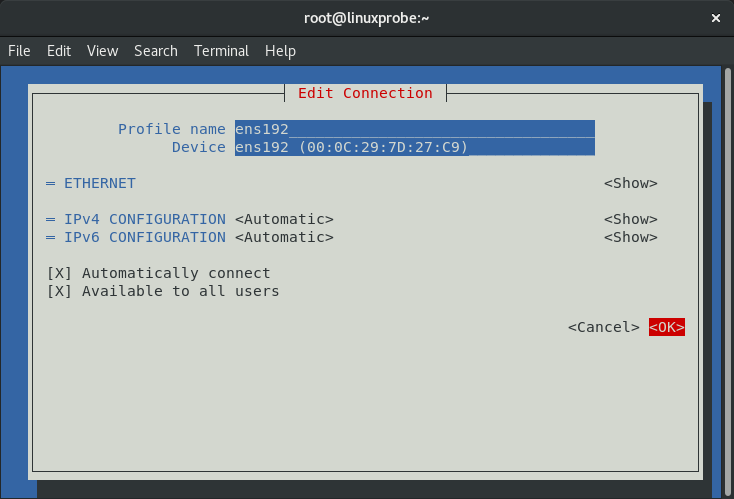 root@linuxprobe:~ ×
File Edit View Search Terminal Help
Edit Connection
Profile name ens192
Device ens192 (00:0C:29:7D:27:C9)
= ETHERNET <Show>
= IPv4 CONFIGURATION <Automatic> <Show>
= IPv6 CONFIGURATION <Automatic> <Show>
[X] Automatically connect
[X] Available to all users
<Cancel> <OK>